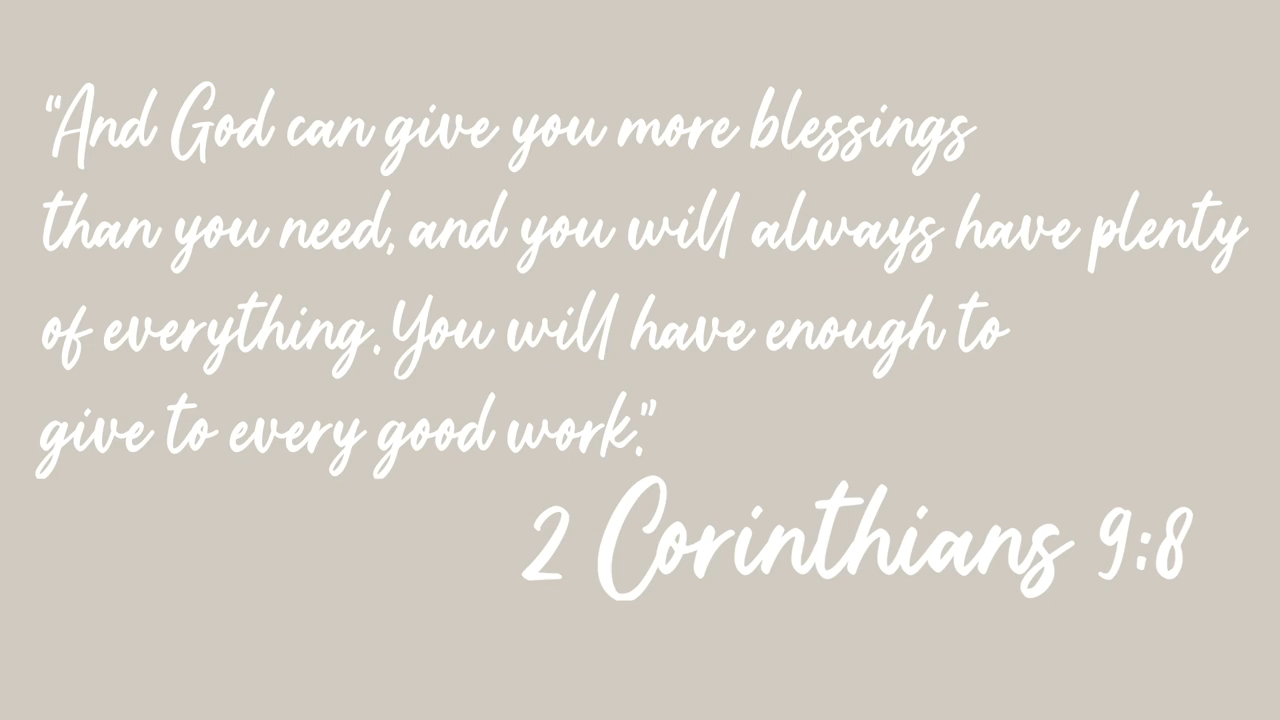 "And God can give you more blessings
than you need, and you will always have plenty
of everything. You will have enough to
give to every good work."
2 Corinthians 9:8